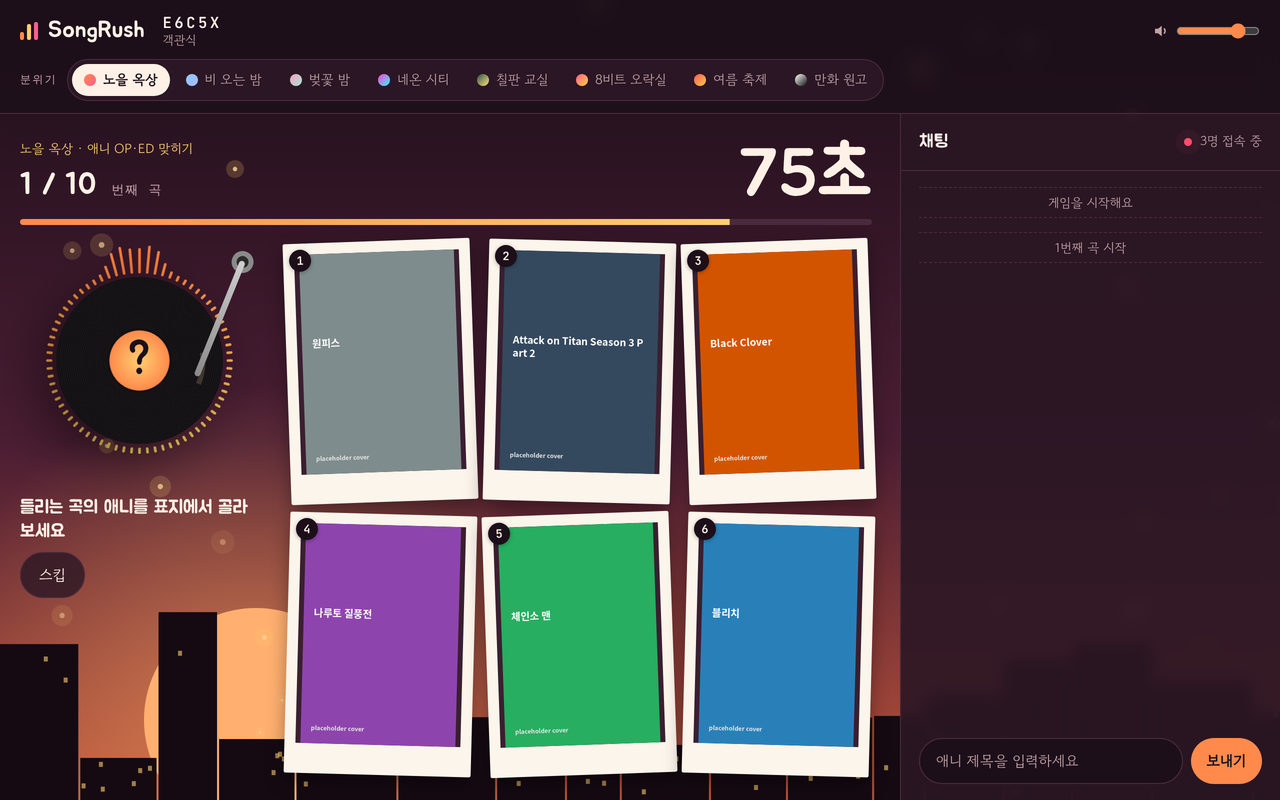 SongRush
E6C5X
객관식
분위기
노을 옥상
비 오는 밤
벚꽃 밤
네온 시티
칠판 교실
8비트 오락실
여름 축제
만화 원고
노을 옥상 · 애니 OP·ED 맞히기
1 / 10 번째 곡
75초
?
들리는 곡의 애니를 표지에서 골라
보세요
스킵
1
원피스
placeholder cover
2
Attack on Titan Season 3 P
art 2
placeholder cover
3
Black Clover
placeholder cover
4
나루토 질풍전
placeholder cover
5
체인소 맨
placeholder cover
6
블리치
placeholder cover
채팅
3명 접속 중
게임을 시작해요
1번째 곡 시작
애니 제목을 입력하세요
보내기